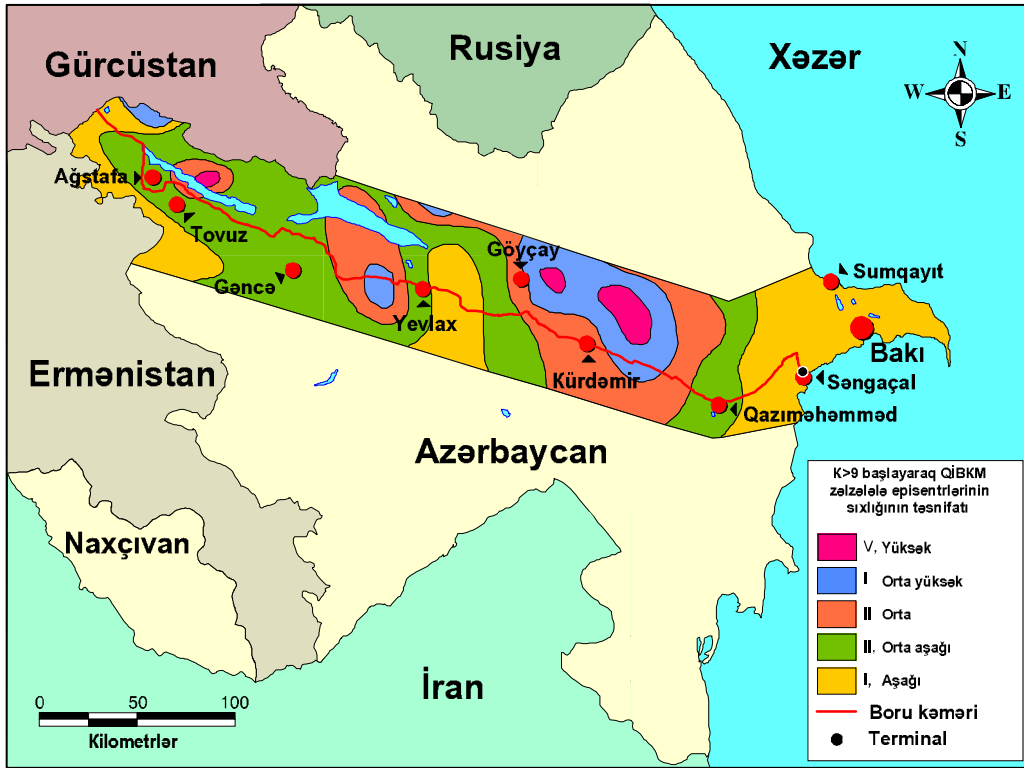 Rusiya
Xəzər
Gürcüstan
N
W
E
S
Ağstafa
Tovuz
Göyçay
Gəncə
Sumqayıt
Yevlax
Bakı
Ermənistan
Kürdəmir
Səngəçal
Qazıməhəmməd
Azərbaycan
Naxçıvan
İran
K>9 başlayaraq QİBKM
zəlzələlə episentrlərinin
sıxlığının təsnifatı
V, Yüksək
I Orta yüksək
II Orta
II, Orta aşağı
I, Aşağı
Boru kəməri
Terminal
0 50 100
Kilometrlər